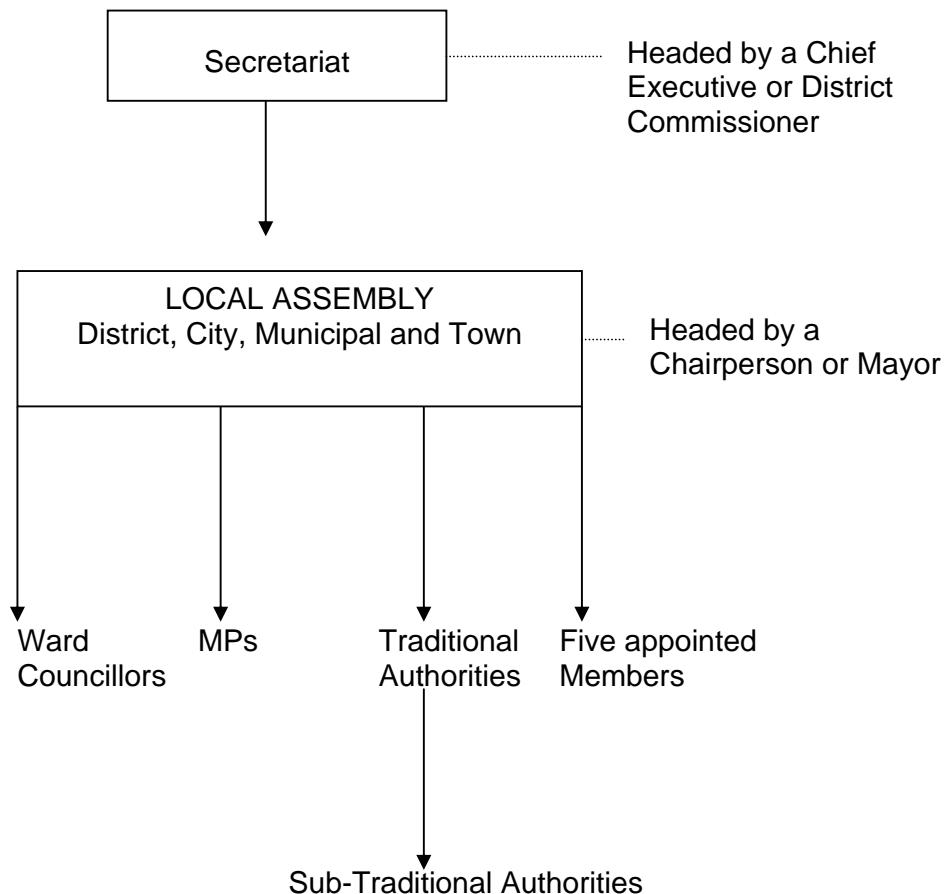 Secretariat
Headed by a Chief
Executive or District
Commissioner
LOCAL ASSEMBLY
District, City, Municipal and Town
Headed by a
Chairperson or Mayor
Ward
Councillors
MPs
Traditional
Authorities
Five appointed
Members
Sub-Traditional Authorities